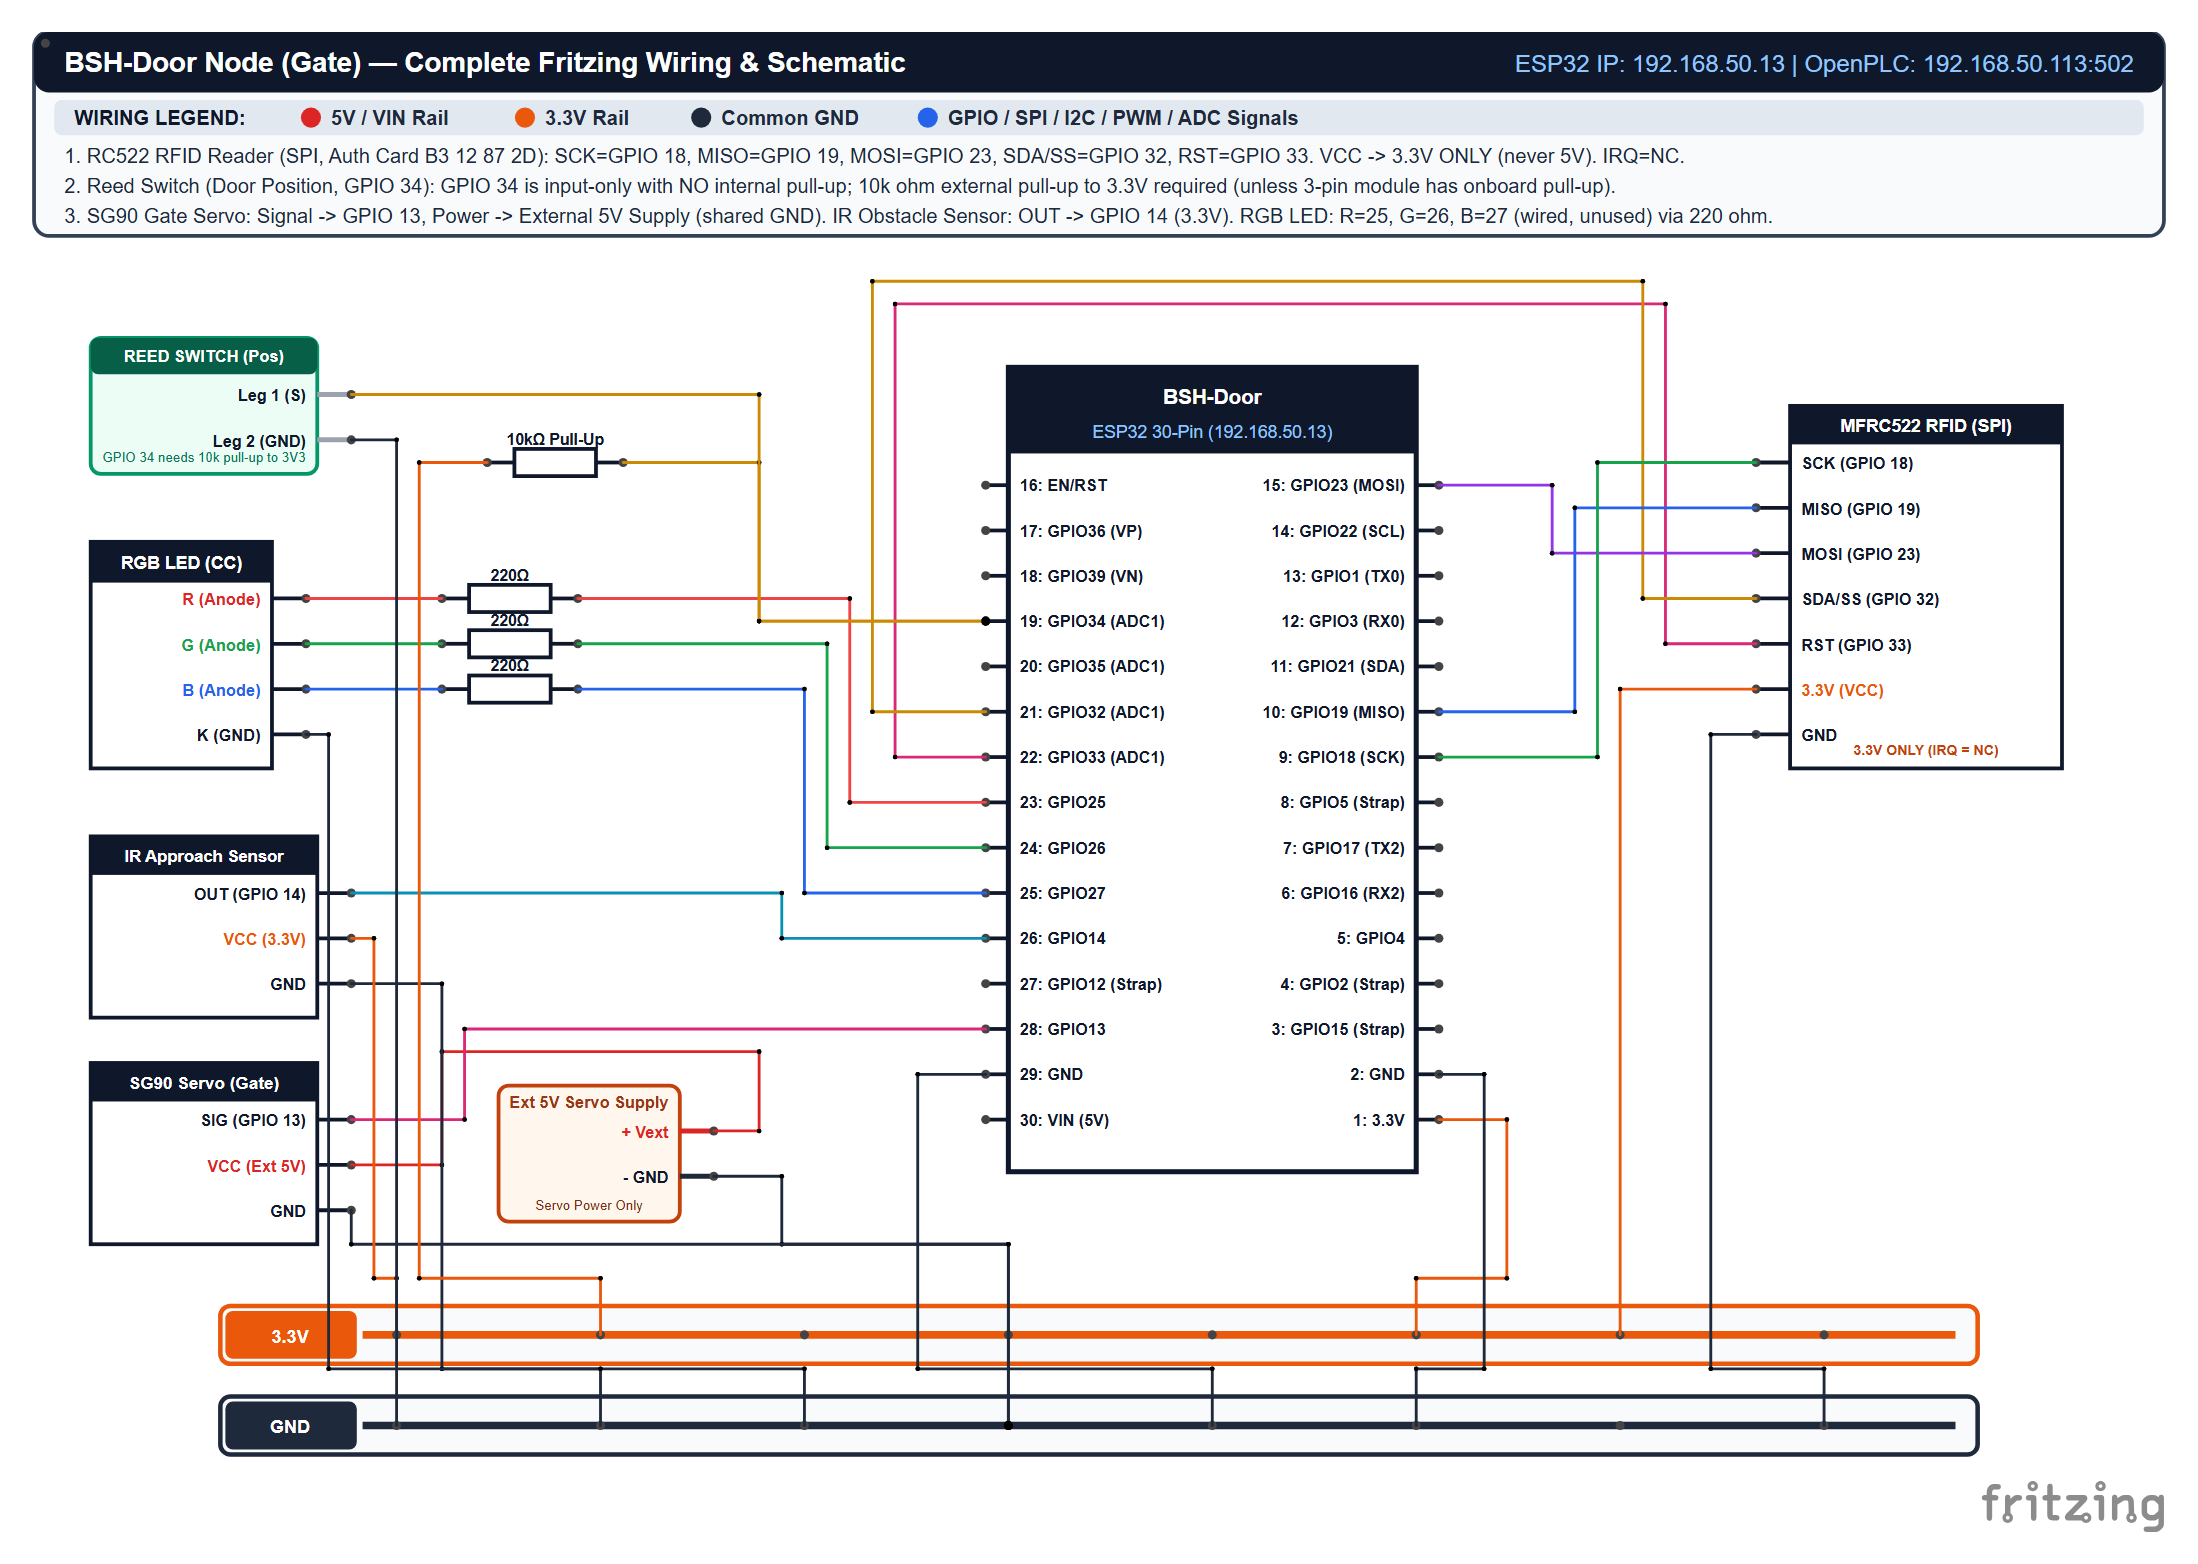 BSH-Door Node (Gate) — Complete Fritzing Wiring & Schematic
ESP32 IP: 192.168.50.13 | OpenPLC: 192.168.50.113:502
WIRING LEGEND:
5V / VIN Rail
3.3V Rail
Common GND
GPIO / SPI / I2C / PWM / ADC Signals
1. RC522 RFID Reader (SPI, Auth Card B3 12 87 2D): SCK=GPIO 18, MISO=GPIO 19, MOSI=GPIO 23, SDA/SS=GPIO 32, RST=GPIO 33. VCC -> 3.3V ONLY (never 5V). IRQ=NC.
2. Reed Switch (Door Position, GPIO 34): GPIO 34 is input-only with NO internal pull-up; 10k ohm external pull-up to 3.3V required (unless 3-pin module has onboard pull-up).
3. SG90 Gate Servo: Signal -> GPIO 13, Power -> External 5V Supply (shared GND). IR Obstacle Sensor: OUT -> GPIO 14 (3.3V). RGB LED: R=25, G=26, B=27 (wired, unused) via 220 ohm.
REED SWITCH (Pos)
Leg 1 (S)
Leg 2 (GND)
GPIO 34 needs 10k pull-up to 3V3
10kΩ Pull-Up
RGB LED (CC)
R (Anode)
G (Anode)
B (Anode)
K (GND)
220Ω
220Ω
220Ω
IR Approach Sensor
OUT (GPIO 14)
VCC (3.3V)
GND
SG90 Servo (Gate)
SIG (GPIO 13)
VCC (Ext 5V)
GND
Ext 5V Servo Supply
+ Vext
- GND
Servo Power Only
BSH-Door
ESP32 30-Pin (192.168.50.13)
16: EN/RST
17: GPIO36 (VP)
18: GPIO39 (VN)
19: GPIO34 (ADC1)
20: GPIO35 (ADC1)
21: GPIO32 (ADC1)
22: GPIO33 (ADC1)
23: GPIO25
24: GPIO26
25: GPIO27
26: GPIO14
27: GPIO12 (Strap)
28: GPIO13
29: GND
30: VIN (5V)
15: GPIO23 (MOSI)
14: GPIO22 (SCL)
13: GPIO1 (TX0)
12: GPIO3 (RX0)
11: GPIO21 (SDA)
10: GPIO19 (MISO)
9: GPIO18 (SCK)
8: GPIO5 (Strap)
7: GPIO17 (TX2)
6: GPIO16 (RX2)
5: GPIO4
4: GPIO2 (Strap)
3: GPIO15 (Strap)
2: GND
1: 3.3V
MFRC522 RFID (SPI)
SCK (GPIO 18)
MISO (GPIO 19)
MOSI (GPIO 23)
SDA/SS (GPIO 32)
RST (GPIO 33)
3.3V (VCC)
GND
3.3V ONLY (IRQ = NC)
3.3V
GND
fritzing